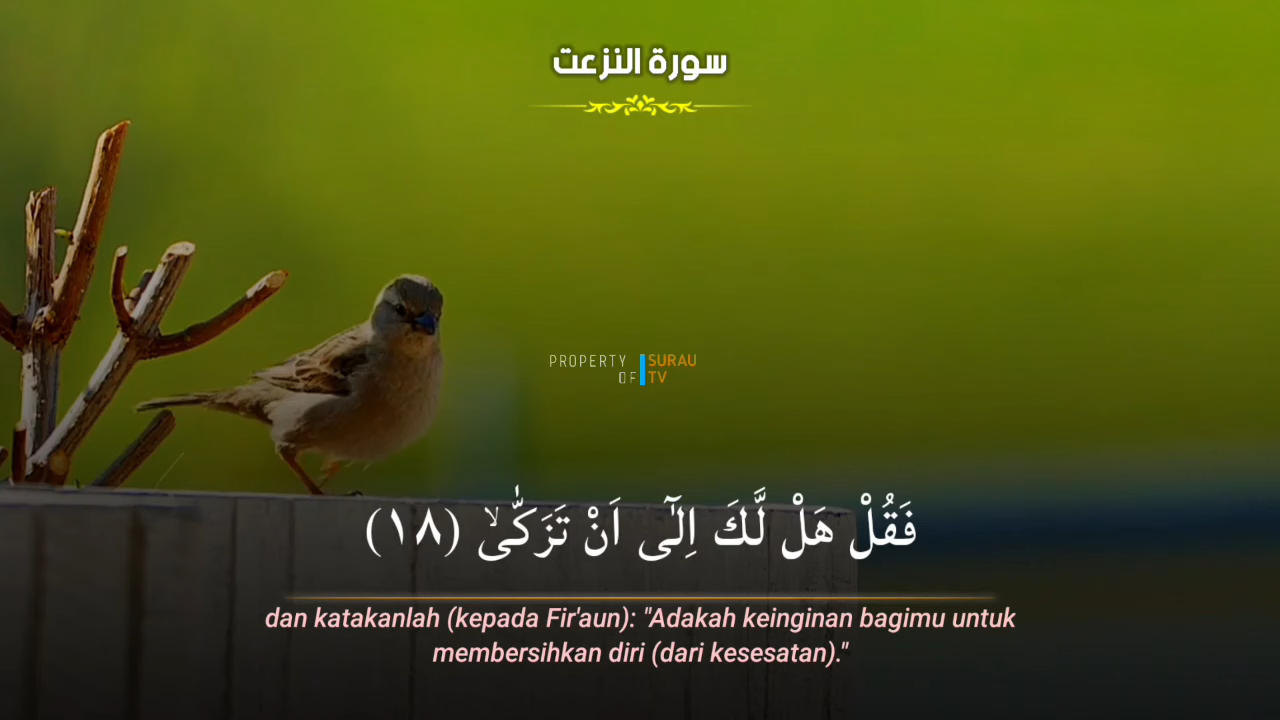 سورة النزعت
PROPERTY OF SURAU TV
فَقُلْ هَلْ لَّكَ اِلٰٓى اَنْ تَزَكّٰىۙ (١٨)
dan katakanlah (kepada Fir'aun): "Adakah keinginan bagimu untuk
membersihkan diri (dari kesesatan)."